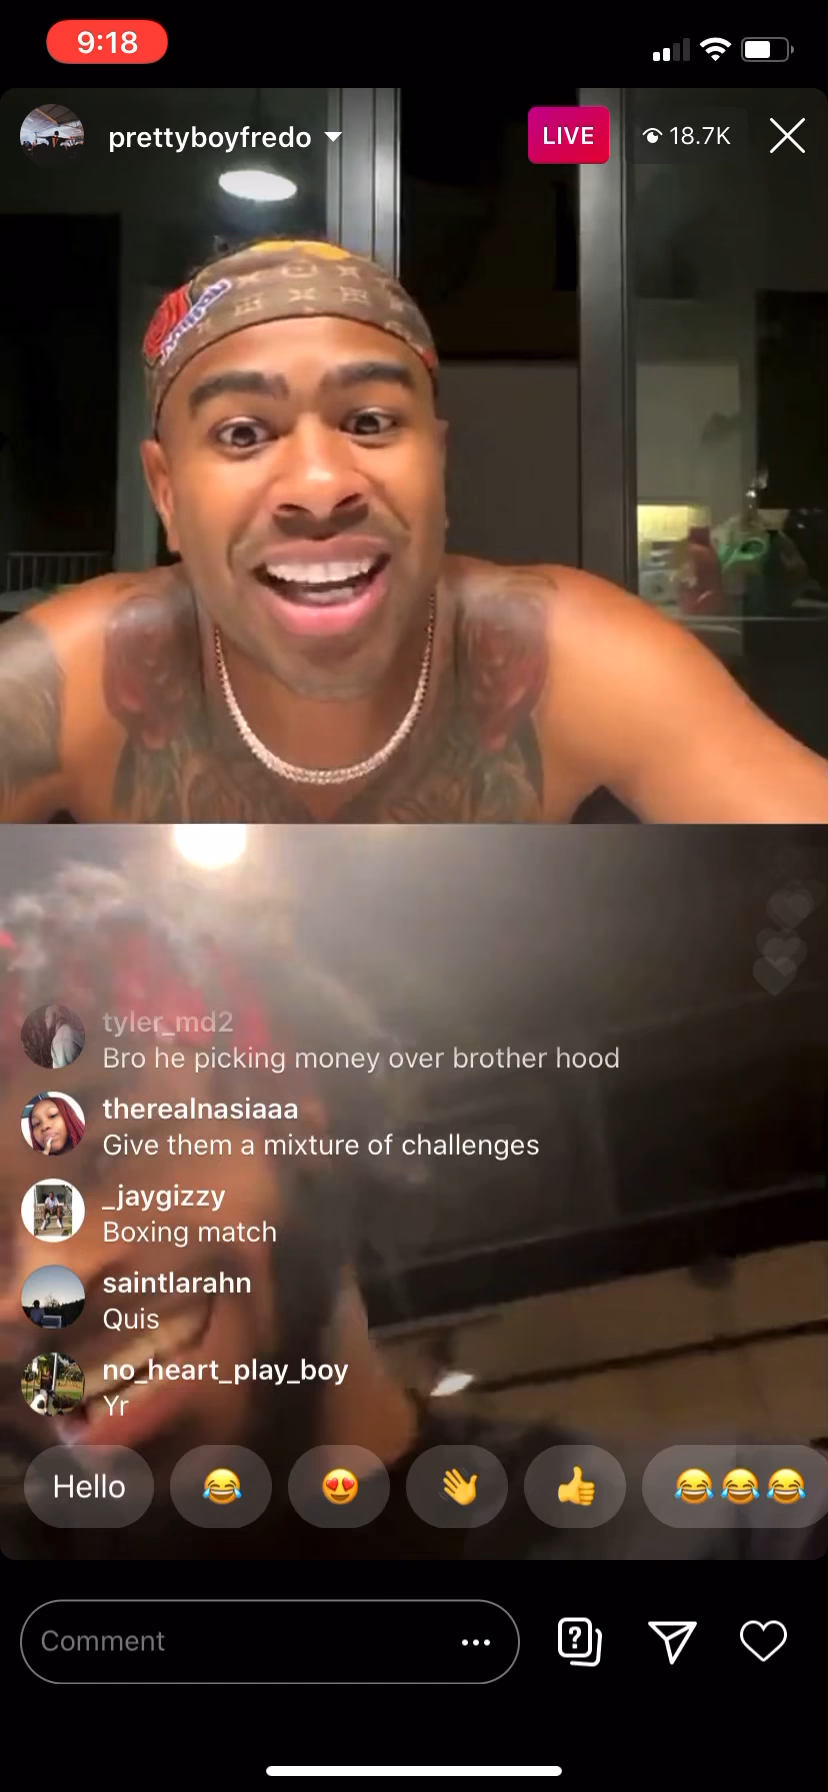 9:18
prettyboyfredo
LIVE
18.7K
tyler_md2
Bro he picking money over brother hood
therealnasiaaa
Give them a mixture of challenges
_jaygizzy
Boxing match
saintlarahn
Quis
no_heart_play_boy
Yr
Hello
😂
😍
👋
👍
😂😂😂
Comment